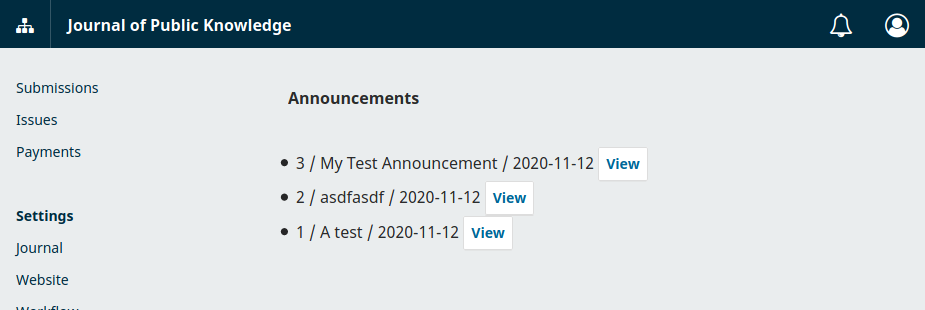 Journal of Public Knowledge
Submissions
Issues
Payments
Settings
Journal
Website
Workflow
Announcements
3 / My Test Announcement / 2020-11-12 View
2 / asdfasdf / 2020-11-12 View
1 / A test / 2020-11-12 View